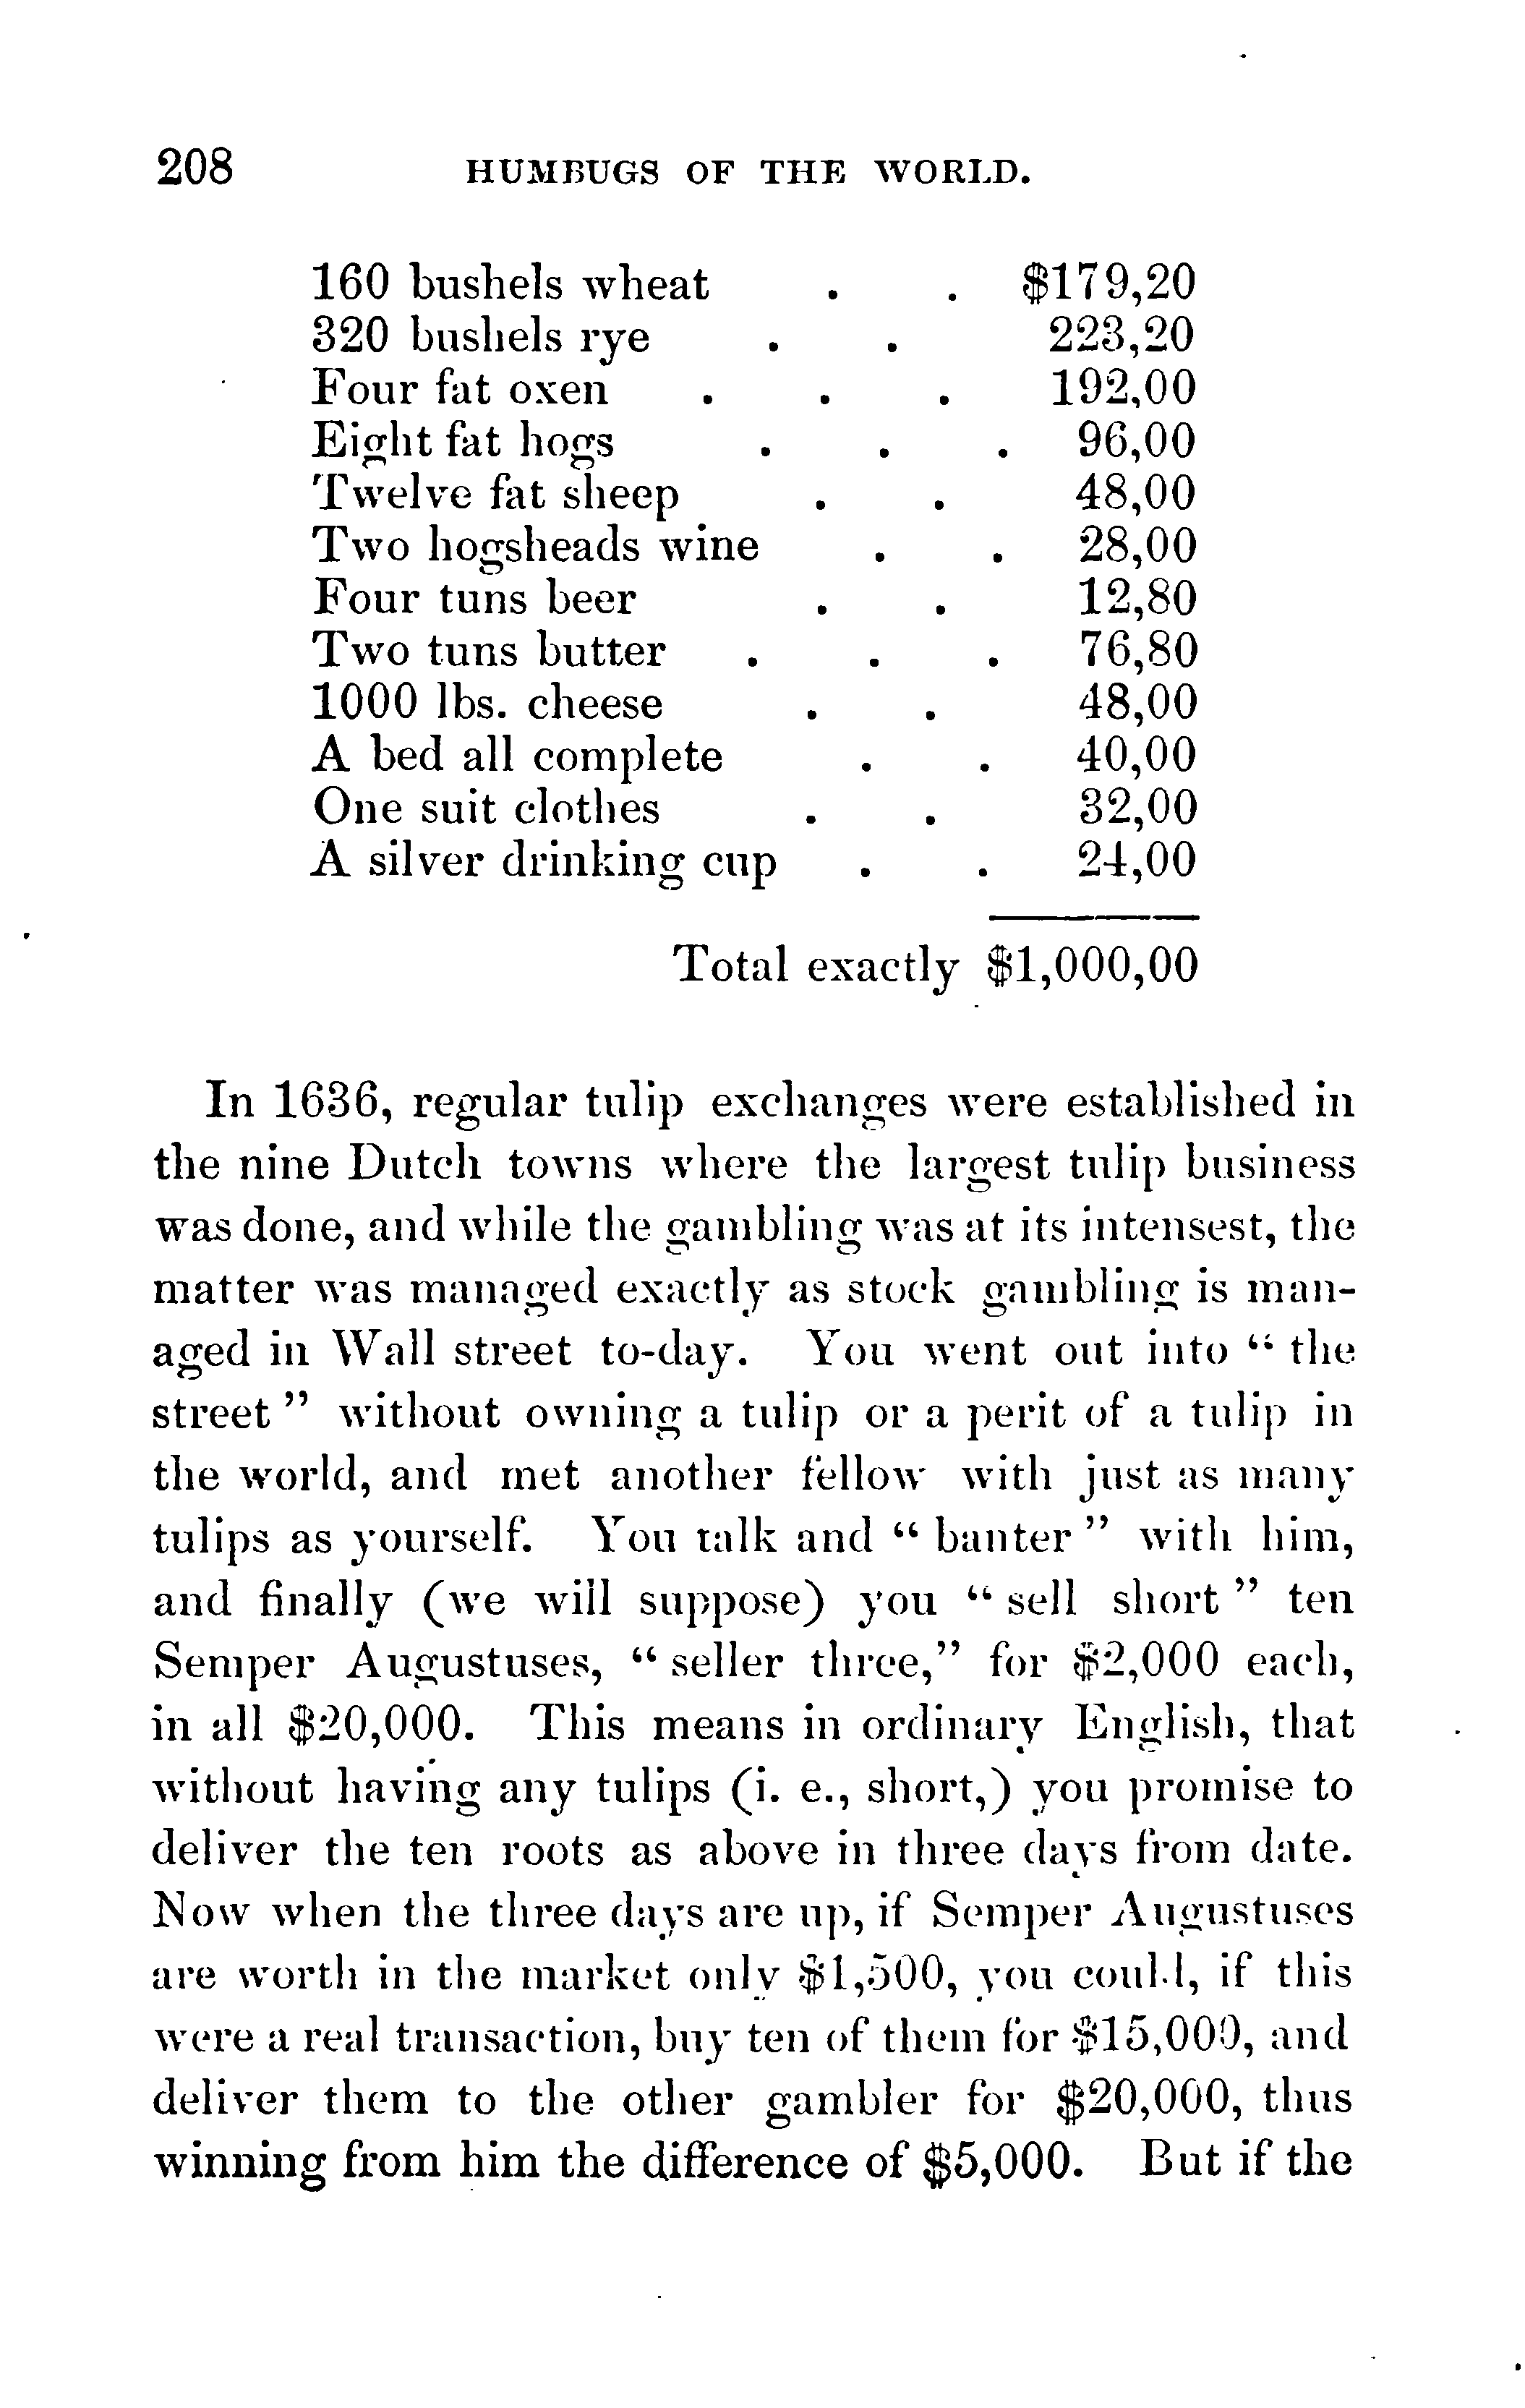 208 HUMBUGS OF THE WORLD.
160 bushels wheat . . $179,20
320 bushels rye . . 223,20
Four fat oxen . . . 192,00
Eight fat hogs . . . 96,00
Twelve fat sheep . . 48,00
Two hogsheads wine . . 28,00
Four tuns beer . . 12,80
Two tuns butter . . . 76,80
1000 lbs. cheese . . 48,00
A bed all complete . . 40,00
One suit clothes . . 32,00
A silver drinking cup . . 24,00
Total exactly $1,000,00
In 1636, regular tulip exchanges were established in
the nine Dutch towns where the largest tulip business
was done, and while the gambling was at its intensest, the
matter was managed exactly as stock gambling is man-
aged in Wall street to-day. You went out into “ the
street ” without owning a tulip or a perit of a tulip in
the world, and met another fellow with just as many
tulips as yourself. You talk and “ banter ” with him,
and finally (we will suppose) you “ sell short ” ten
Semper Augustuses, “ seller three,” for $2,000 each,
in all $20,000. This means in ordinary English, that
without having any tulips (i. e., short,) you promise to
deliver the ten roots as above in three days from date.
Now when the three days are up, if Semper Augustuses
are worth in the market only $1,500, you could, if this
were a real transaction, buy ten of them for $15,000, and
deliver them to the other gambler for $20,000, thus
winning from him the difference of $5,000. But if the